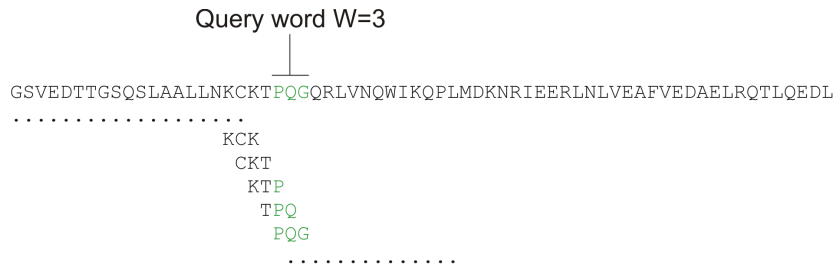 Query word W=3
GSVEDTTGSQSLAALLNKCKTPQGQRLVNQWIKQPLMDKNRIEERLNLVEAFVEDAELRQTLQEDL
...................
KCK
CKT
KTP
TPQ
PQG
..............